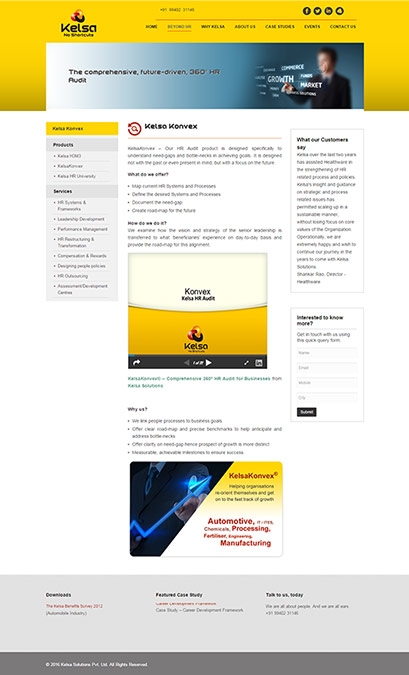 +91 99402 31146
Kelsa
No Shortcuts
HOME BEYOND HR WHY KELSA ABOUT US CASE STUDIES EVENTS CONTACT US
The comprehensive, future-driven, 360° HR
Audit
COMMERCE
GROWTH
MARKET
Kelsa Konvex
Products
Kelsa YONO
KelsaKonvex
Kelsa HR University
Services
HR Systems &
Frameworks
Leadership Development
Performance Management
HR Restructuring &
Transformation
Compensation & Rewards
Designing people policies
HR Outsourcing
Assessment/Development
Centres
Kelsa Konvex
KelsaKonvex – Our HR Audit product is designed specifically to
understand need-gaps and bottle-necks in achieving goals. It is designed
not with the past or even present in mind, but with a focus on the future
What do we offer?
Map current HR Systems and Processes
Define the desired Systems and Processes
Document the need-gap
Create road-map for the future
How do we do it?
We examine how the vision and strategy of the senior leadership is
transferred to what beneficiaries' experience on day-to-day basis and
provide the road-map for this alignment
Konvex
Kelsa HR Audit
Kelsa
No Shortcuts
KelsaKonvex® – Comprehensive 360° HR Audit for Businesses from
Kelsa Solutions
Why us?
We link people processes to business goals
Offer clear road-map and precise benchmarks to help anticipate and
address bottle-necks
Offer clarity on need-gap hence prospect of growth is more distinct
Measurable, achievable milestones to ensure success
KelsaKonvex®
Helping organisations
re-orient themselves and get
on to the fast track of growth
Automotive, IT - ITES,
Chemicals, Processing,
Fertiliser, Engineering,
Manufacturing
What our Customers
say
Kelsa over the last two years
has assisted Healthware in
the strengthening of HR
related process and policies.
Kelsa's insight and guidance
on strategic and process
related issues has
permitted scaling up in a
sustainable manner,
without losing focus on core
values of the Organization.
Operationally, we are
extremely happy and wish to
continue our journey in the
years to come with Kelsa
Solutions.
Shankar Rao, Director -
Healthware
Interested to know
more?
Get in touch with us using
this quick query form.
Name
Email
Mobile
City
Submit
Downloads
The Kelsa Benefits Survey 2012
(Automobile Industry)
Featured Case Study
Career Development Framework
Case Study – Career Development Framework
Talk to us, today
We are all about people. And we are all ears.
+91 99402 31146
© 2016 Kelsa Solutions Pvt. Ltd. All Rights Reserved.